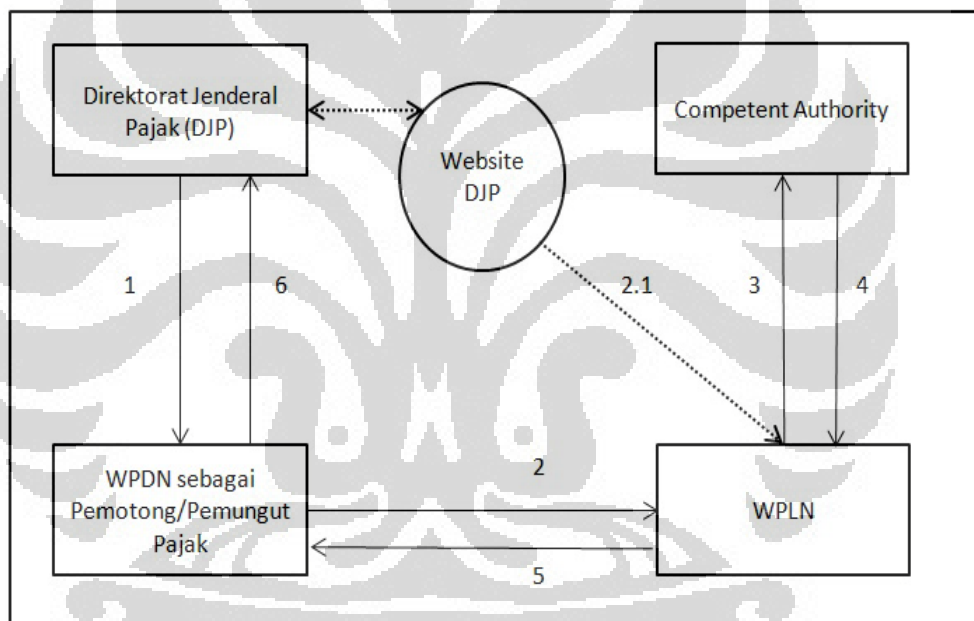 Direktorat Jenderal
Pajak (DJP)
Website
DJP
Competent Authority
1
6
2.1
3
4
WPDN sebagai
Pemotong/Pemungut
Pajak
2
WPLN
5